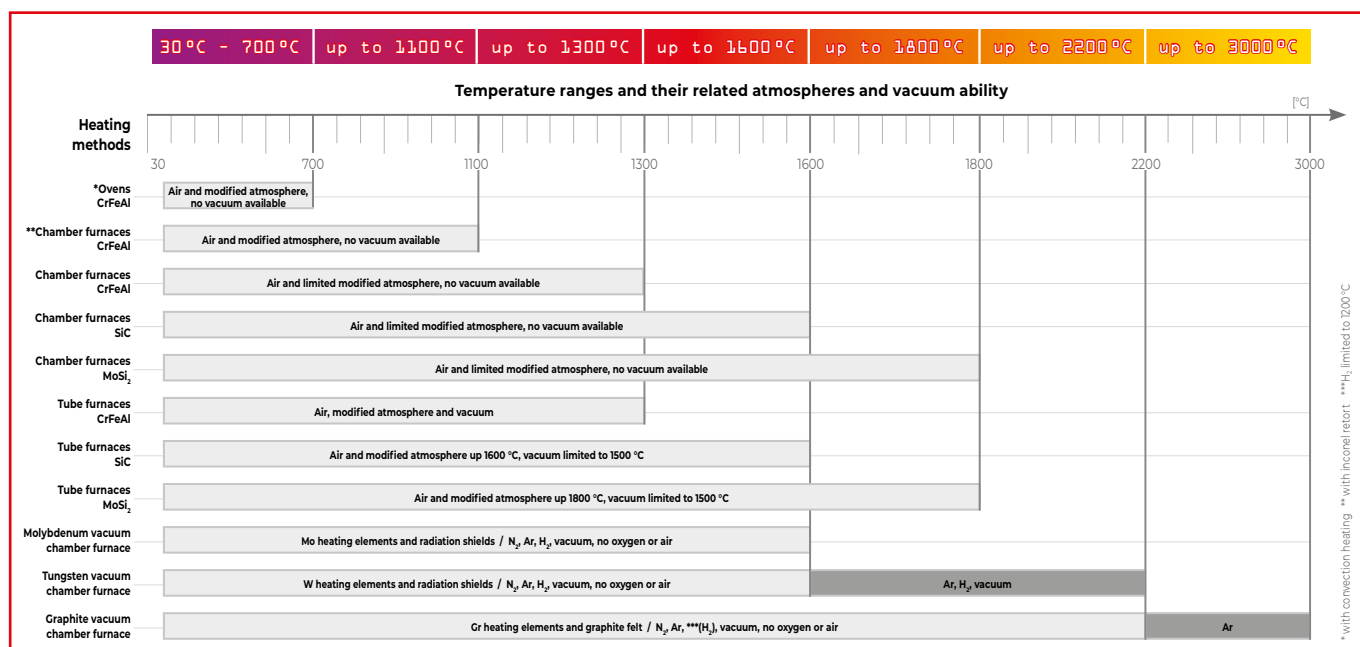 30°C - 700°C up to 1100°C up to 1300°C up to 1600°C up to 1800°C up to 2200°C up to 3000°C
Temperature ranges and their related atmospheres and vacuum ability
[°C]
Heating
methods
30 700 1100 1300 1600 1800 2200 3000
*Ovens
CrFeAl
Air and modified atmosphere,
no vacuum available
**Chamber furnaces
CrFeAl
Air and modified atmosphere, no vacuum available
Chamber furnaces
CrFeAl
Air and limited modified atmosphere, no vacuum available
Chamber furnaces
SiC
Air and limited modified atmosphere, no vacuum available
Chamber furnaces
MoSi₂
Air and limited modified atmosphere, no vacuum available
Tube furnaces
CrFeAl
Air, modified atmosphere and vacuum
Tube furnaces
SiC
Air and modified atmosphere up 1600 °C, vacuum limited to 1500 °C
Tube furnaces
MoSi₂
Air and modified atmosphere up 1800 °C, vacuum limited to 1500 °C
Molybdenum vacuum
chamber furnace
Mo heating elements and radiation shields / N₂, Ar, H₂, vacuum, no oxygen or air
Tungsten vacuum
chamber furnace
W heating elements and radiation shields / N₂, Ar, H₂, vacuum, no oxygen or air
Ar, H₂, vacuum
Graphite vacuum
chamber furnace
Gr heating elements and graphite felt / N₂, Ar, ***(H₂), vacuum, no oxygen or air
Ar
* with convection heating ** with inconel retort ***H₂ limited to 1200°C